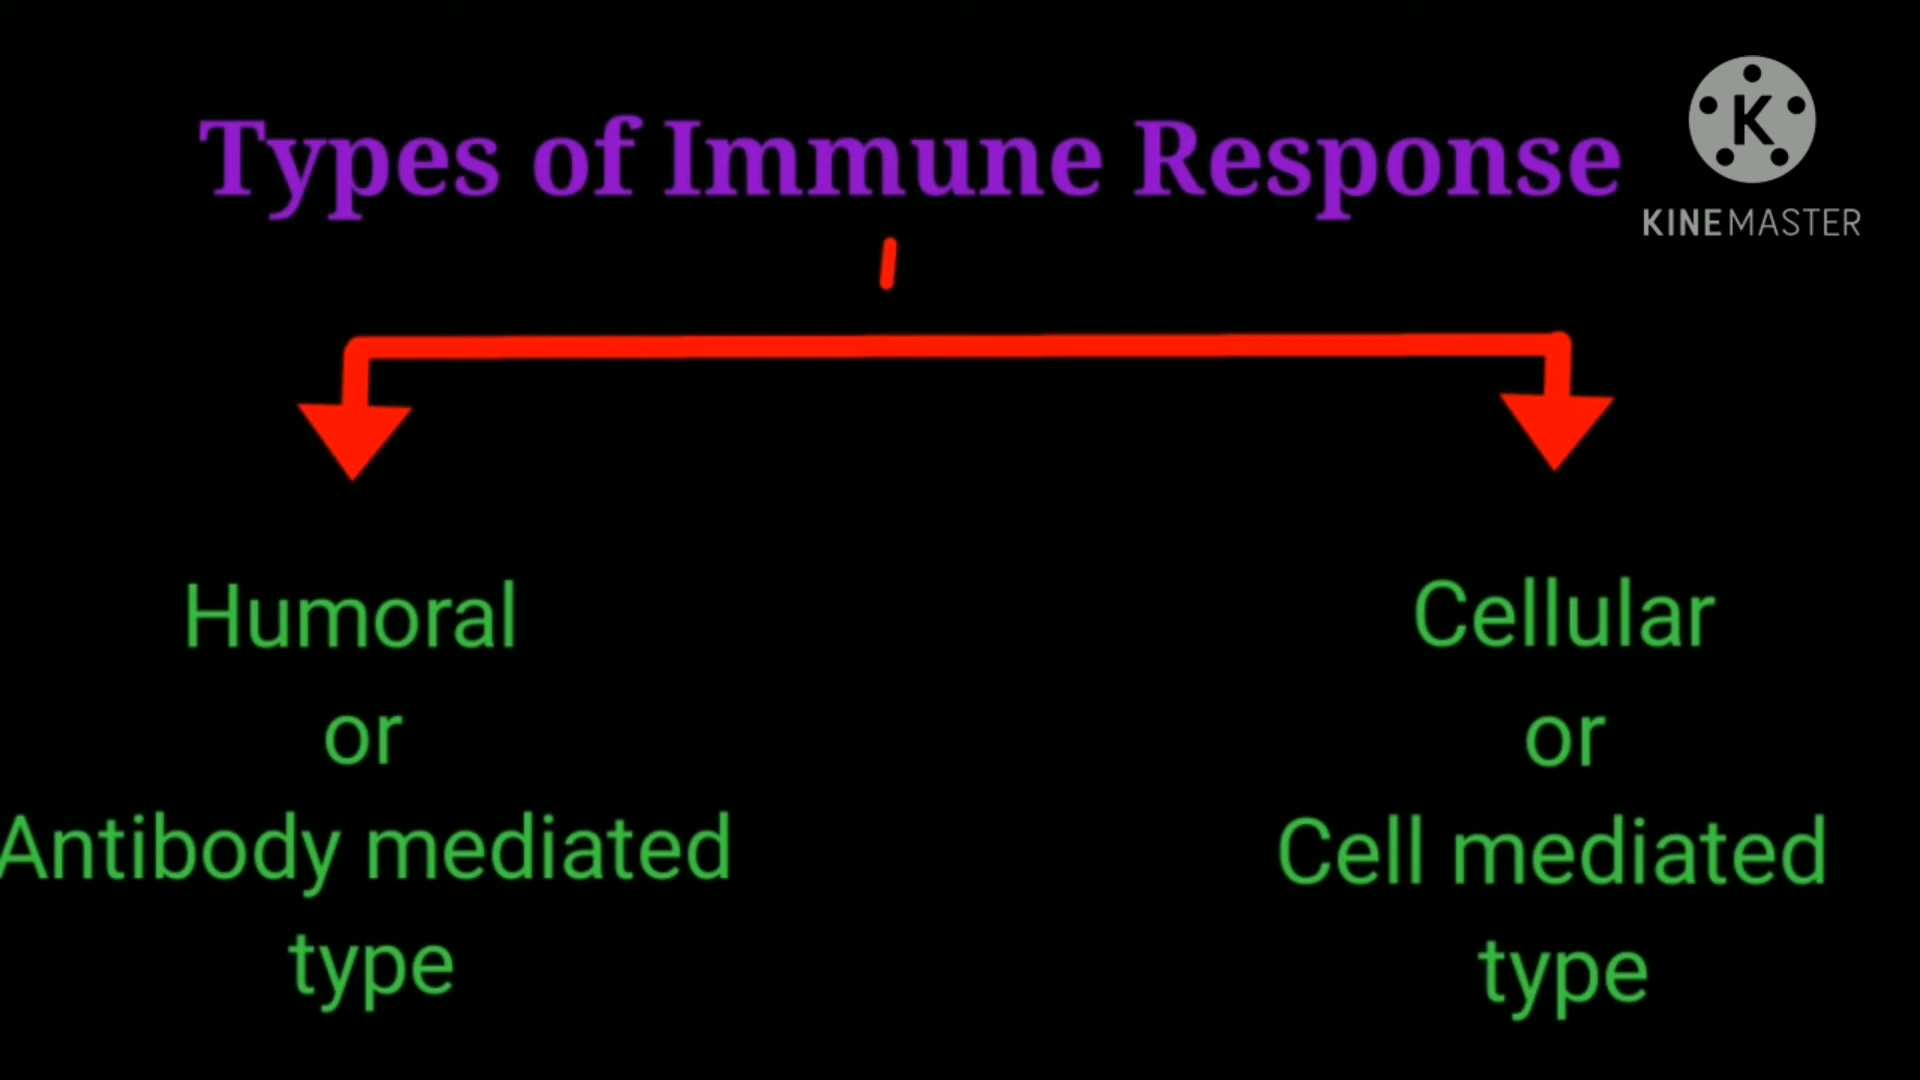 Types of Immune Response
K
KINEMASTER
Humoral
or
Antibody mediated
type
Cellular
or
Cell mediated
type